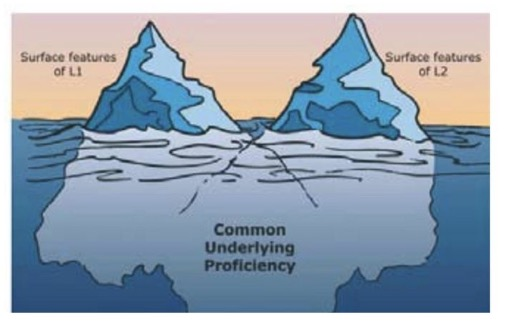 Surface features
of L1
Surface features
of L2
Common
Underlying
Proficiency